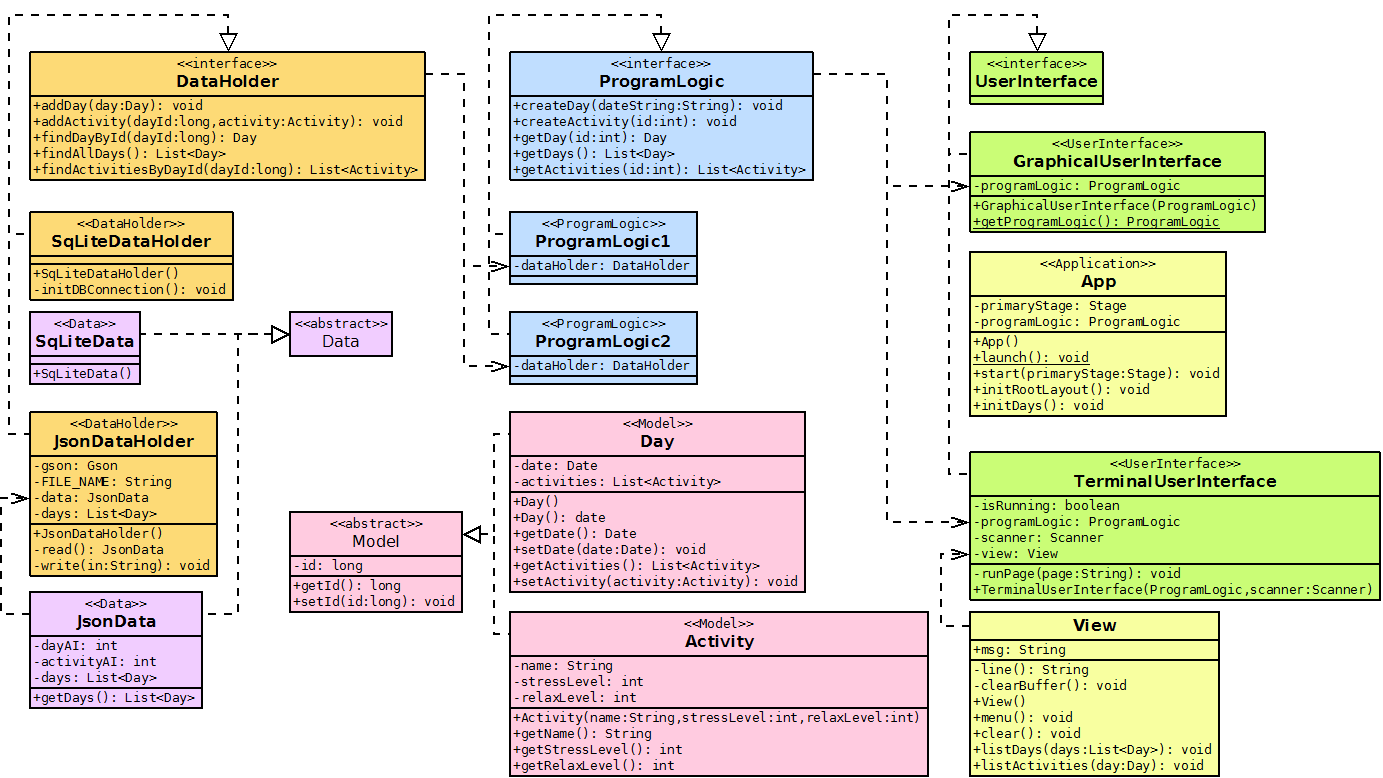 <<interface>>
DataHolder
+addDay(day:Day): void
+addActivity(dayId:long,activity:Activity): void
+findDayById(dayId:long): Day
+findAllDays(): List<Day>
+findActivitiesByDayId(dayId:long): List<Activity>
<<DataHolder>>
SqLiteDataHolder
+SqLiteDataHolder()
-initDBConnection(): void
<<Data>>
SqLiteData
+SqLiteData()
<<abstract>>
Data
<<DataHolder>>
JsonDataHolder
-gson: Gson
-FILE_NAME: String
-data: JsonData
-days: List<Day>
+JsonDataHolder()
-read(): JsonData
-write(in:String): void
<<Data>>
JsonData
-dayAI: int
-activityAI: int
-days: List<Day>
+getDays(): List<Day>
<<abstract>>
Model
-id: long
+getId(): long
+setId(id:long): void
<<interface>>
ProgramLogic
+createDay(dateString:String): void
+createActivity(id:int): void
+getDay(id:int): Day
+getDays(): List<Day>
+getActivities(id:int): List<Activity>
<<ProgramLogic>>
ProgramLogic1
-dataHolder: DataHolder
<<ProgramLogic>>
ProgramLogic2
-dataHolder: DataHolder
<<Model>>
Day
-date: Date
-activities: List<Activity>
+Day()
+Day(): date
+getDate(): Date
+setDate(date:Date): void
+getActivities(): List<Activity>
+setActivity(activity:Activity): void
<<Model>>
Activity
-name: String
-stressLevel: int
-relaxLevel: int
+Activity(name:String,stressLevel:int,relaxLevel:int)
+getName(): String
+getStressLevel(): int
+getRelaxLevel(): int
<<interface>>
UserInterface
<<UserInterface>>
GraphicalUserInterface
-programLogic: ProgramLogic
+GraphicalUserInterface(ProgramLogic)
+getProgramLogic(): ProgramLogic
<<Application>>
App
-primaryStage: Stage
-programLogic: ProgramLogic
+App()
+launch(): void
+start(primaryStage:Stage): void
+initRootLayout(): void
+initDays(): void
<<UserInterface>>
TerminalUserInterface
-isRunning: boolean
-programLogic: ProgramLogic
-scanner: Scanner
-view: View
-runPage(page:String): void
+TerminalUserInterface(ProgramLogic,scanner:Scanner)
View
+msg: String
-line(): String
-clearBuffer(): void
+View()
+menu(): void
+clear(): void
+listDays(days:List<Day>): void
+listActivities(day:Day): void